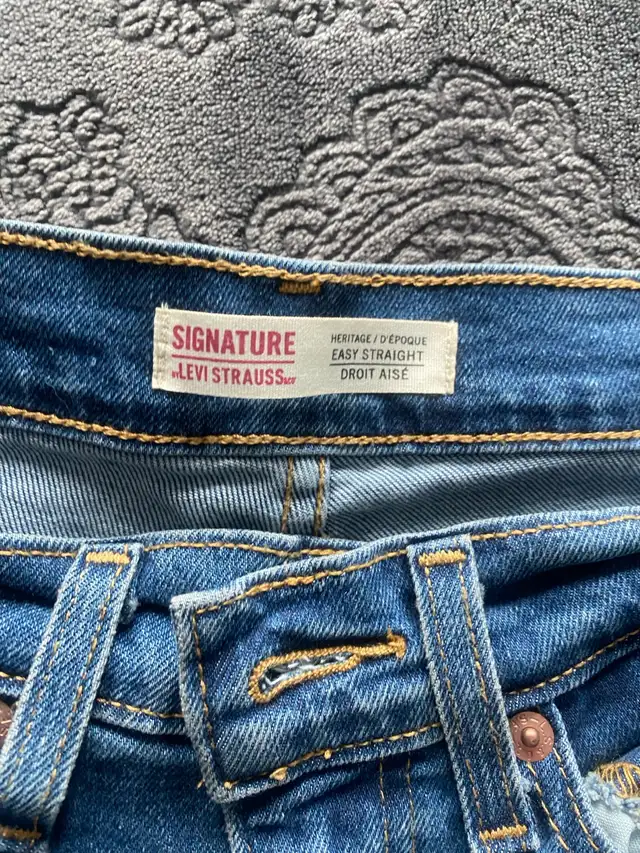 SIGNATURE
BY LEVI STRAUSS & CO
HERITAGE / D'ÉPOQUE
EASY STRAIGHT
DROIT AISÉ